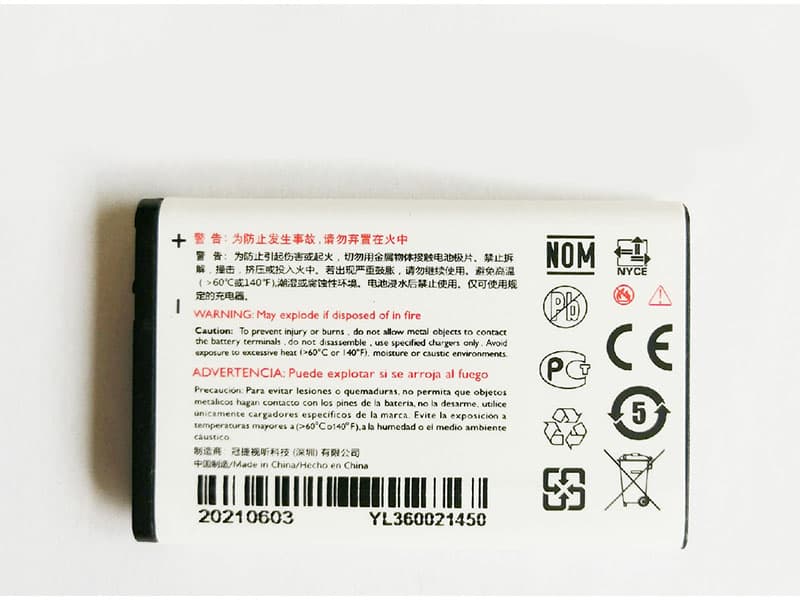 + 警 告: 为防止发生事故, 请勿弃置在火中
警 告: 为防止引起伤害或起火, 切勿用金属物体接触电池极片。禁止拆
解, 撞击, 挤压或投入火中。若出现严重鼓胀, 请勿继续使用。避免高温
(>60°C或140°F),潮湿或腐蚀性环境。电池浸水后禁止使用。仅可使用规
定的充电器。
WARNING: May explode if disposed of in fire
Caution: To prevent injury or burns , do not allow metal objects to contact
the battery terminals , do not disassemble , use specified chargers only . Avoid
exposure to excessive heat (>60°C or 140°F), moisture or caustic environments.
ADVERTENCIA: Puede explotar si se arroja al fuego
Precaución: Para evitar lesiones o quemaduras, no permita que objetos
metálicos hagan contacto con los pines de la batería, no la desarme, utilice
únicamente cargadores específicos de la marca. Evite la exposición a
temperaturas mayores a (>60°C o 140°F), a la humedad o el medio ambiente
cáustico
制造商: 冠捷视听科技 (深圳) 有限公司
中国制造/Made in China/Hecho en China
20210603 YL360021450
NOM
NYCE
Pb
CE
5